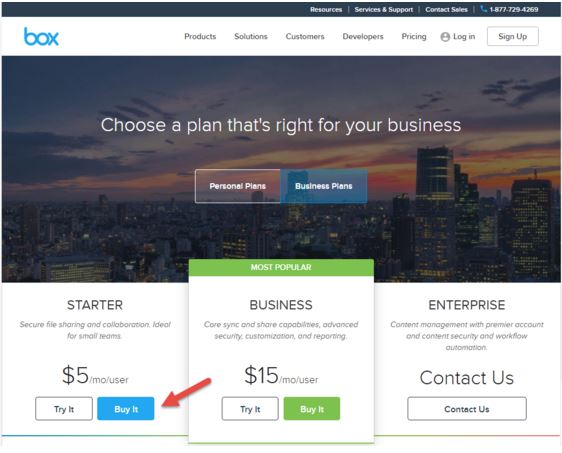 Resources | Services & Support | Contact Sales | 1-877-729-4269
box Products Solutions Customers Developers Pricing Log in Sign Up
Choose a plan that's right for your business
Personal Plans Business Plans
MOST POPULAR
STARTER
Secure file sharing and collaboration. Ideal
for small teams.
$5/mo/user
Try It Buy It
BUSINESS
Core sync and share capabilities, advanced
security, customization, and reporting.
$15/mo/user
Try It Buy It
ENTERPRISE
Content management with premier account
and content security and workflow
automation.
Contact Us
Contact Us